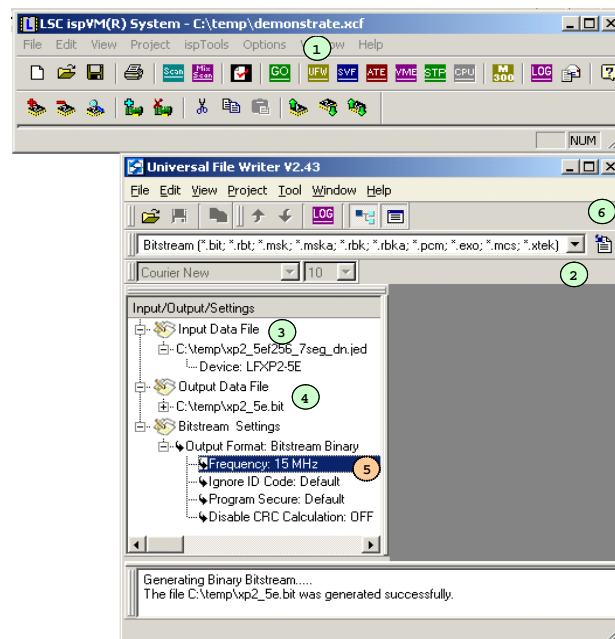 LSC ispVM(R) System - C:\temp\demonstrate.xcf
File Edit View Project ispTools Options Window Help
1
Scan Mix Scan GO UFW SVF ATE VME STP CPU M 300 LOG
NUM
Universal File Writer V2.43
File Edit View Project Tool Window Help
LOG
6
Bitstream (*.bit; *.rbt; *.msk; *.mska; *.rbk; *.rbka; *.pcm; *.exo; *.mcs; *.xtek)
Courier New 10
2
Input/Output/Settings
Input Data File
3
C:\temp\xp2_5ef256_7seg_dn.jed
Device: LFXP2-5E
Output Data File
4
C:\temp\xp2_5e.bit
Bitstream Settings
Output Format: Bitstream Binary
Frequency: 15 MHz
5
Ignore ID Code: Default
Program Secure: Default
Disable CRC Calculation: OFF
Generating Binary Bitstream.....
The file C:\temp\xp2_5e.bit was generated successfully.